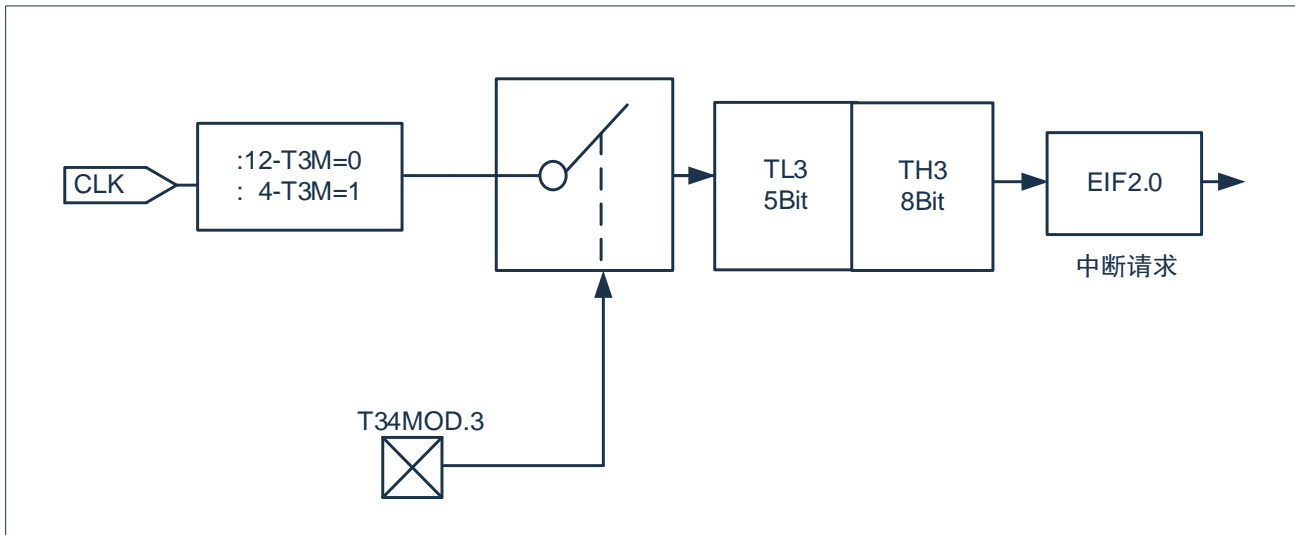 CLK
:12-T3M=0
: 4-T3M=1
TL3
5Bit
TH3
8Bit
EIF2.0
中断请求
T34MOD.3